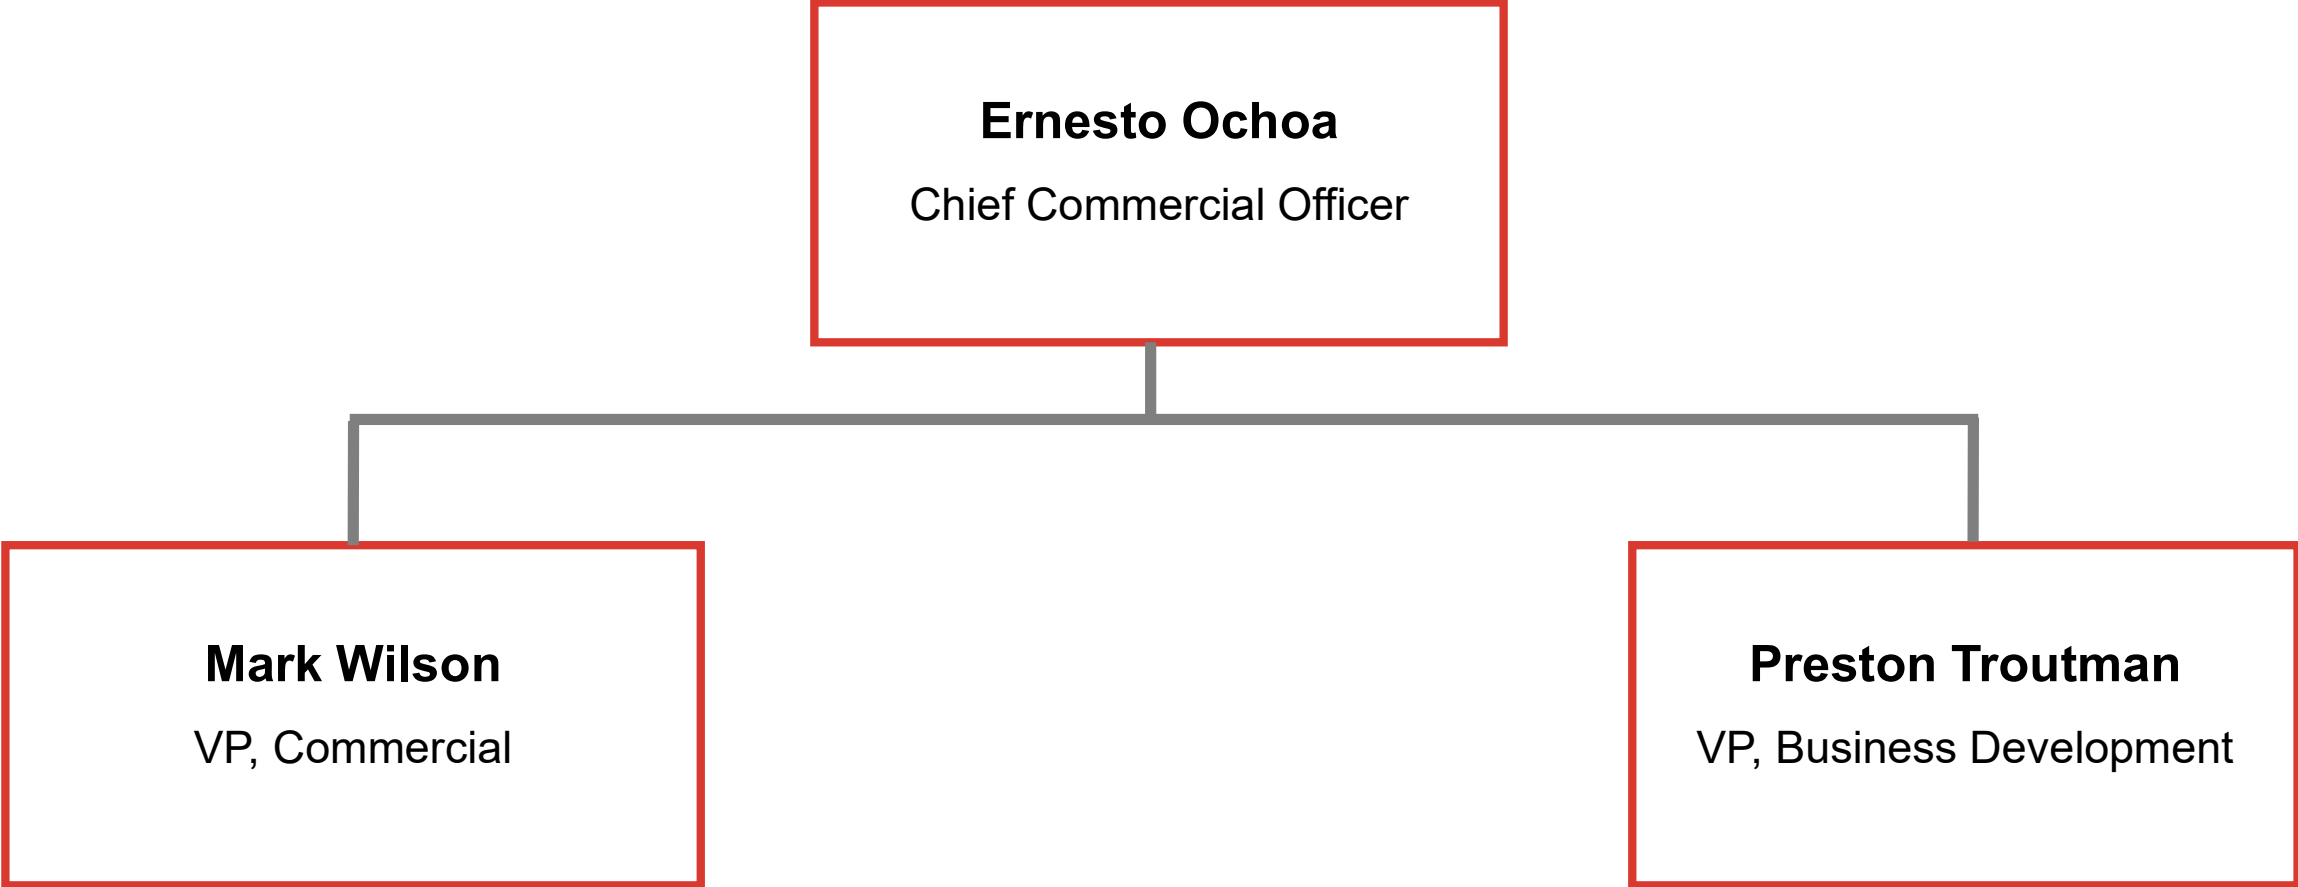 Ernesto Ochoa
Chief Commercial Officer
Mark Wilson
VP, Commercial
Preston Troutman
VP, Business Development